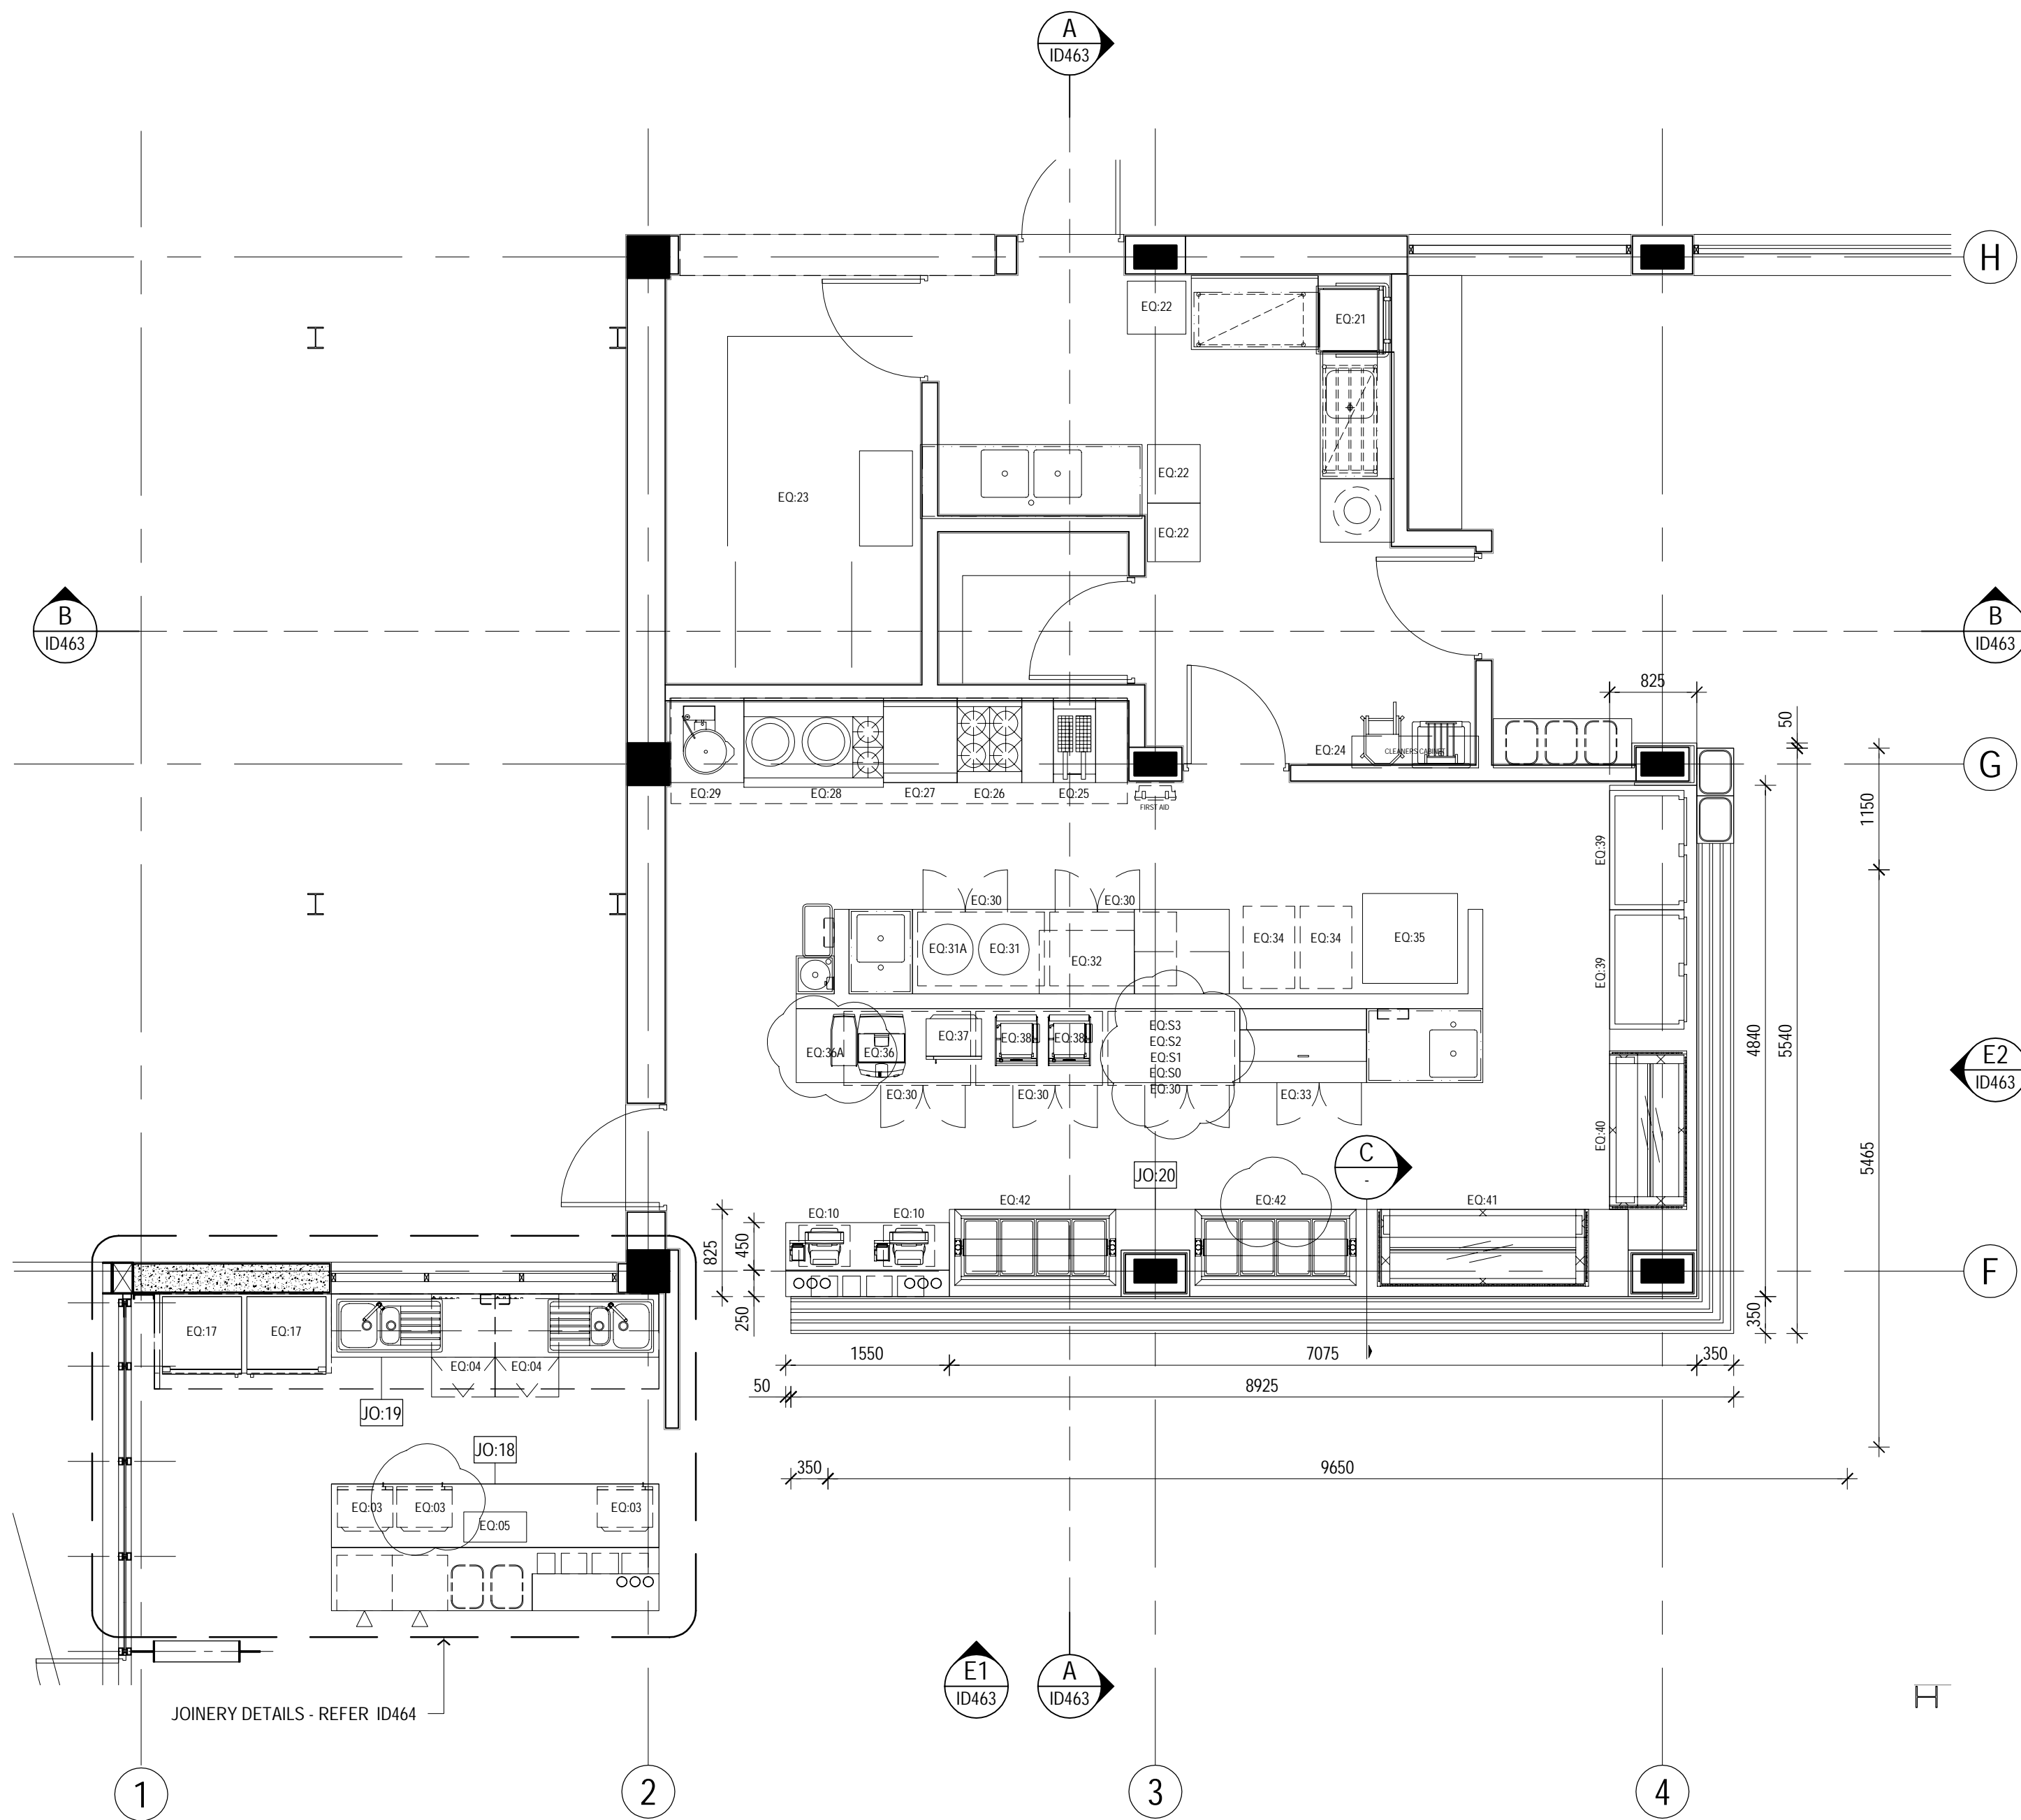 A
ID463
H
EQ:22
EQ:21
EQ:23
EQ:22
EQ:22
B
ID463
B
ID463
825
50
EQ:24
CLEANERS CABINET
G
EQ:29
EQ:28
EQ:27
EQ:26
EQ:25
FIRST AID
1150
EQ:39
EQ:30
EQ:30
EQ:31A
EQ:31
EQ:32
EQ:34
EQ:34
EQ:35
EQ:39
EQ:36A
EQ:36
EQ:37
EQ:38
EQ:38
EQ:S3
EQ:S2
EQ:S1
EQ:S0
EQ:30
4840
5540
E2
ID463
EQ:30
EQ:30
EQ:33
EQ:40
C
-
JO:20
5465
EQ:10
EQ:10
EQ:42
EQ:42
EQ:41
825
450
250
F
350
EQ:17
EQ:17
EQ:04
EQ:04
1550
7075
350
50
8925
JO:19
JO:18
350
9650
EQ:03
EQ:03
EQ:03
EQ:05
E1
ID463
A
ID463
JOINERY DETAILS - REFER ID464
1
2
3
4